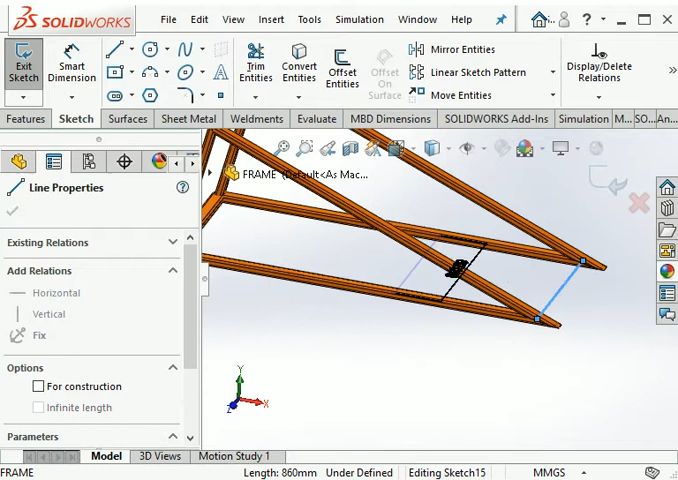 SOLIDWORKS File Edit View Insert Tools Simulation Window Help ?
Exit Sketch
Smart Dimension
Trim Entities
Convert Entities
Offset Entities
Offset On Surface
Mirror Entities
Linear Sketch Pattern
Move Entities
Display/Delete Relations
Features Sketch Surfaces Sheet Metal Weldments Evaluate MBD Dimensions SOLIDWORKS Add-Ins Simulation M... SO... An...
FRAME (Default<As Mac...
Line Properties
Existing Relations
Add Relations
Horizontal
Vertical
Fix
Options
For construction
Infinite length
Parameters
Y
X
Z
Model 3D Views Motion Study 1
FRAME Length: 860mm Under Defined Editing Sketch15 MMGS